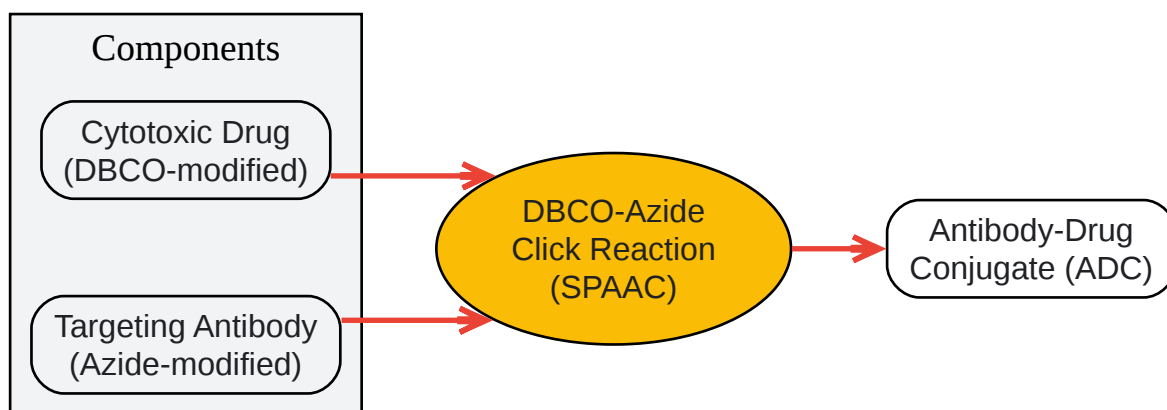 Components
Cytotoxic Drug
(DBCO-modified)
DBCO-Azide
Click Reaction
(SPAAC)
Antibody-Drug
Conjugate (ADC)
Targeting Antibody
(Azide-modified)